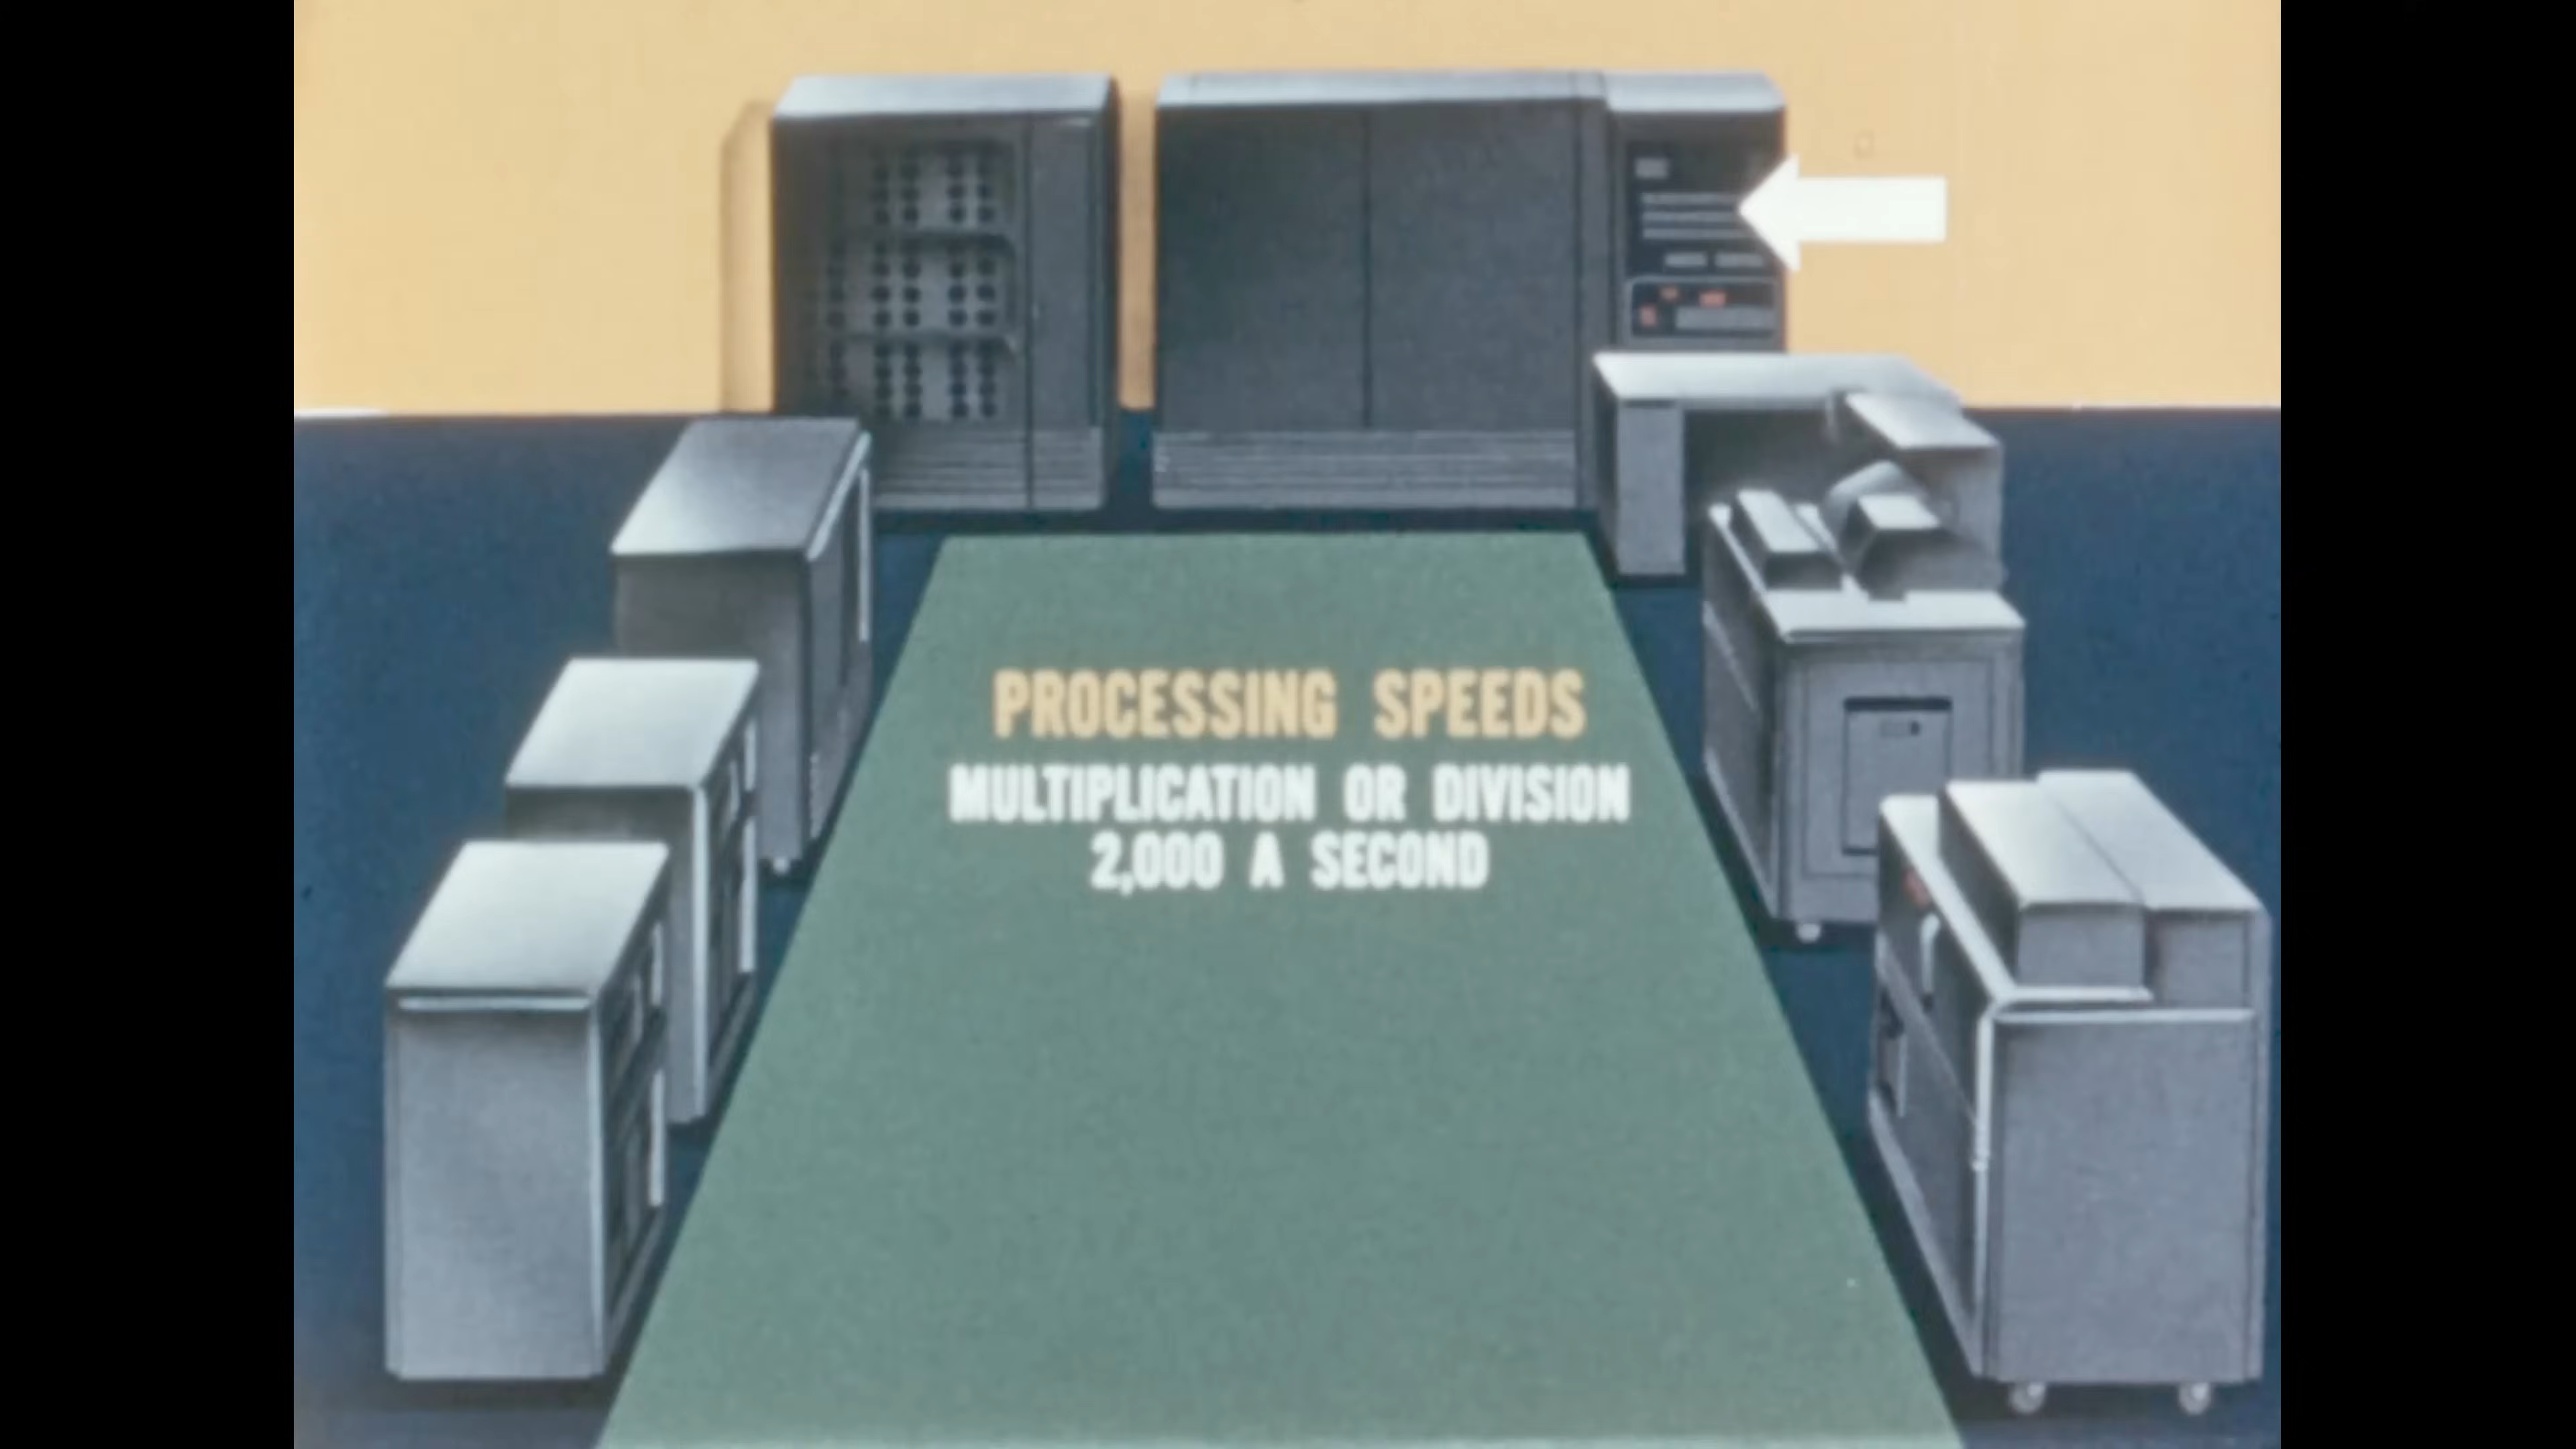 PROCESSING SPEEDS
MULTIPLICATION OR DIVISION
2,000 A SECOND